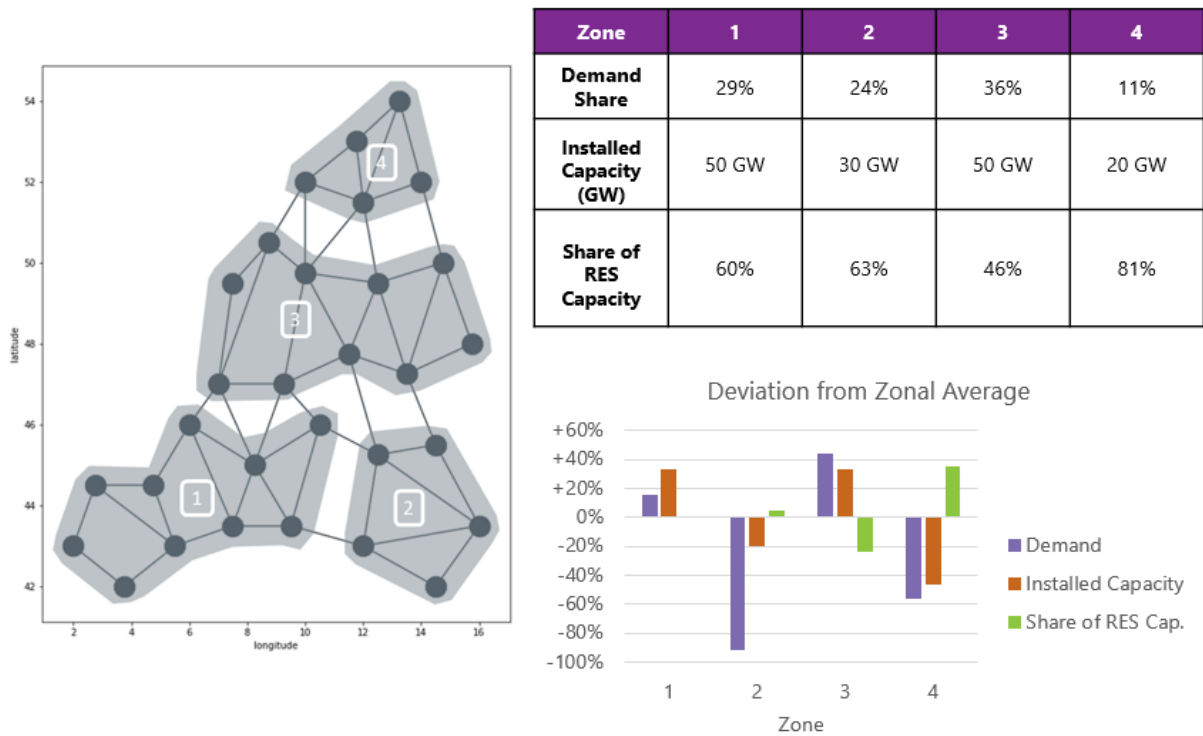 54
52
50
48
46
44
42
latitude
2 4 6 8 10 12 14 16
longitude
4
3
1
2
Zone 1 2 3 4
Demand
Share
29% 24% 36% 11%
Installed
Capacity
(GW)
50 GW 30 GW 50 GW 20 GW
Share of
RES
Capacity
60% 63% 46% 81%
Deviation from Zonal Average
+60%
+40%
+20%
0%
-20%
-40%
-60%
-80%
-100%
1 2 3 4
Zone
Demand
Installed Capacity
Share of RES Cap.